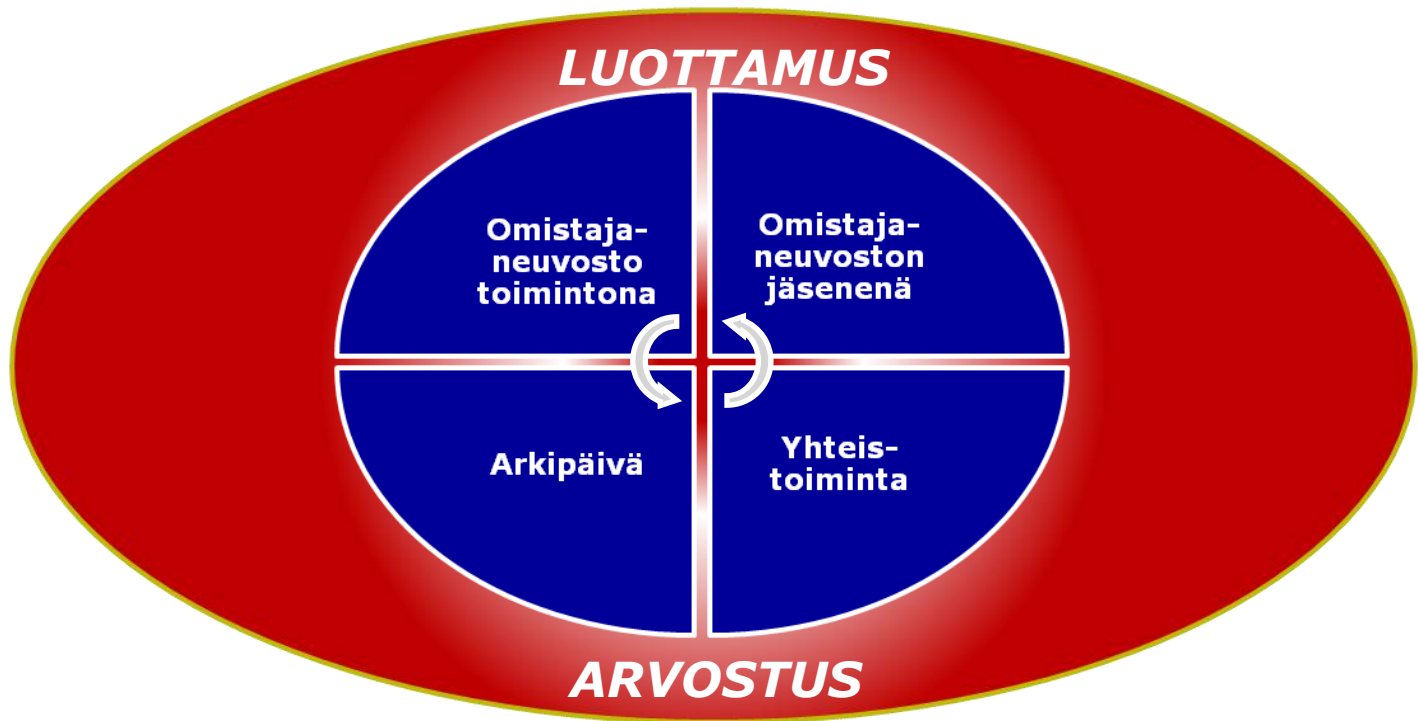 LUOTTAMUS
Omistaja-
neuvosto
toimintona
Omistaja-
neuvoston
jäsenenä
Arkipäivä
Yhteis-
toiminta
ARVOSTUS